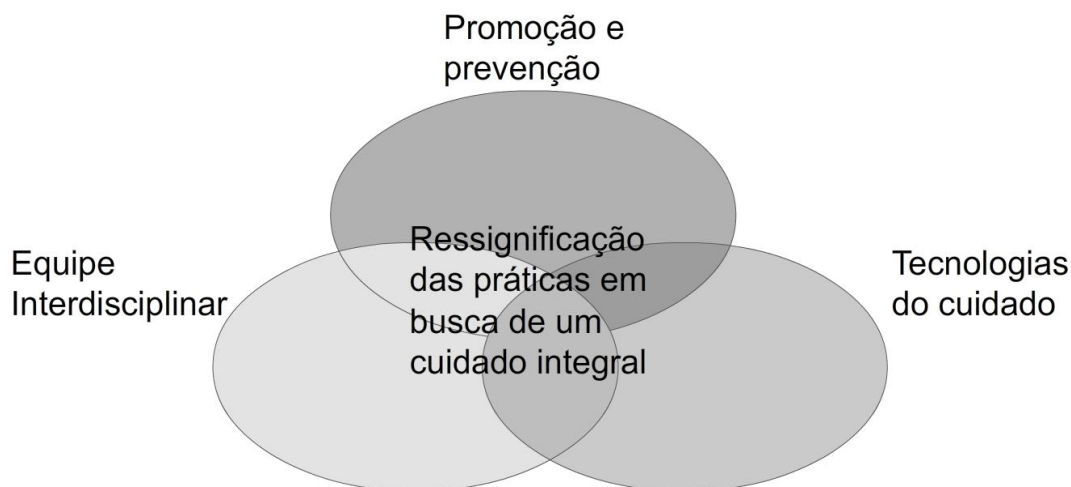 Promoção e
prevenção
Equipe
Interdisciplinar
Ressignificação
das práticas em
busca de um
cuidado integral
Tecnologias
do cuidado